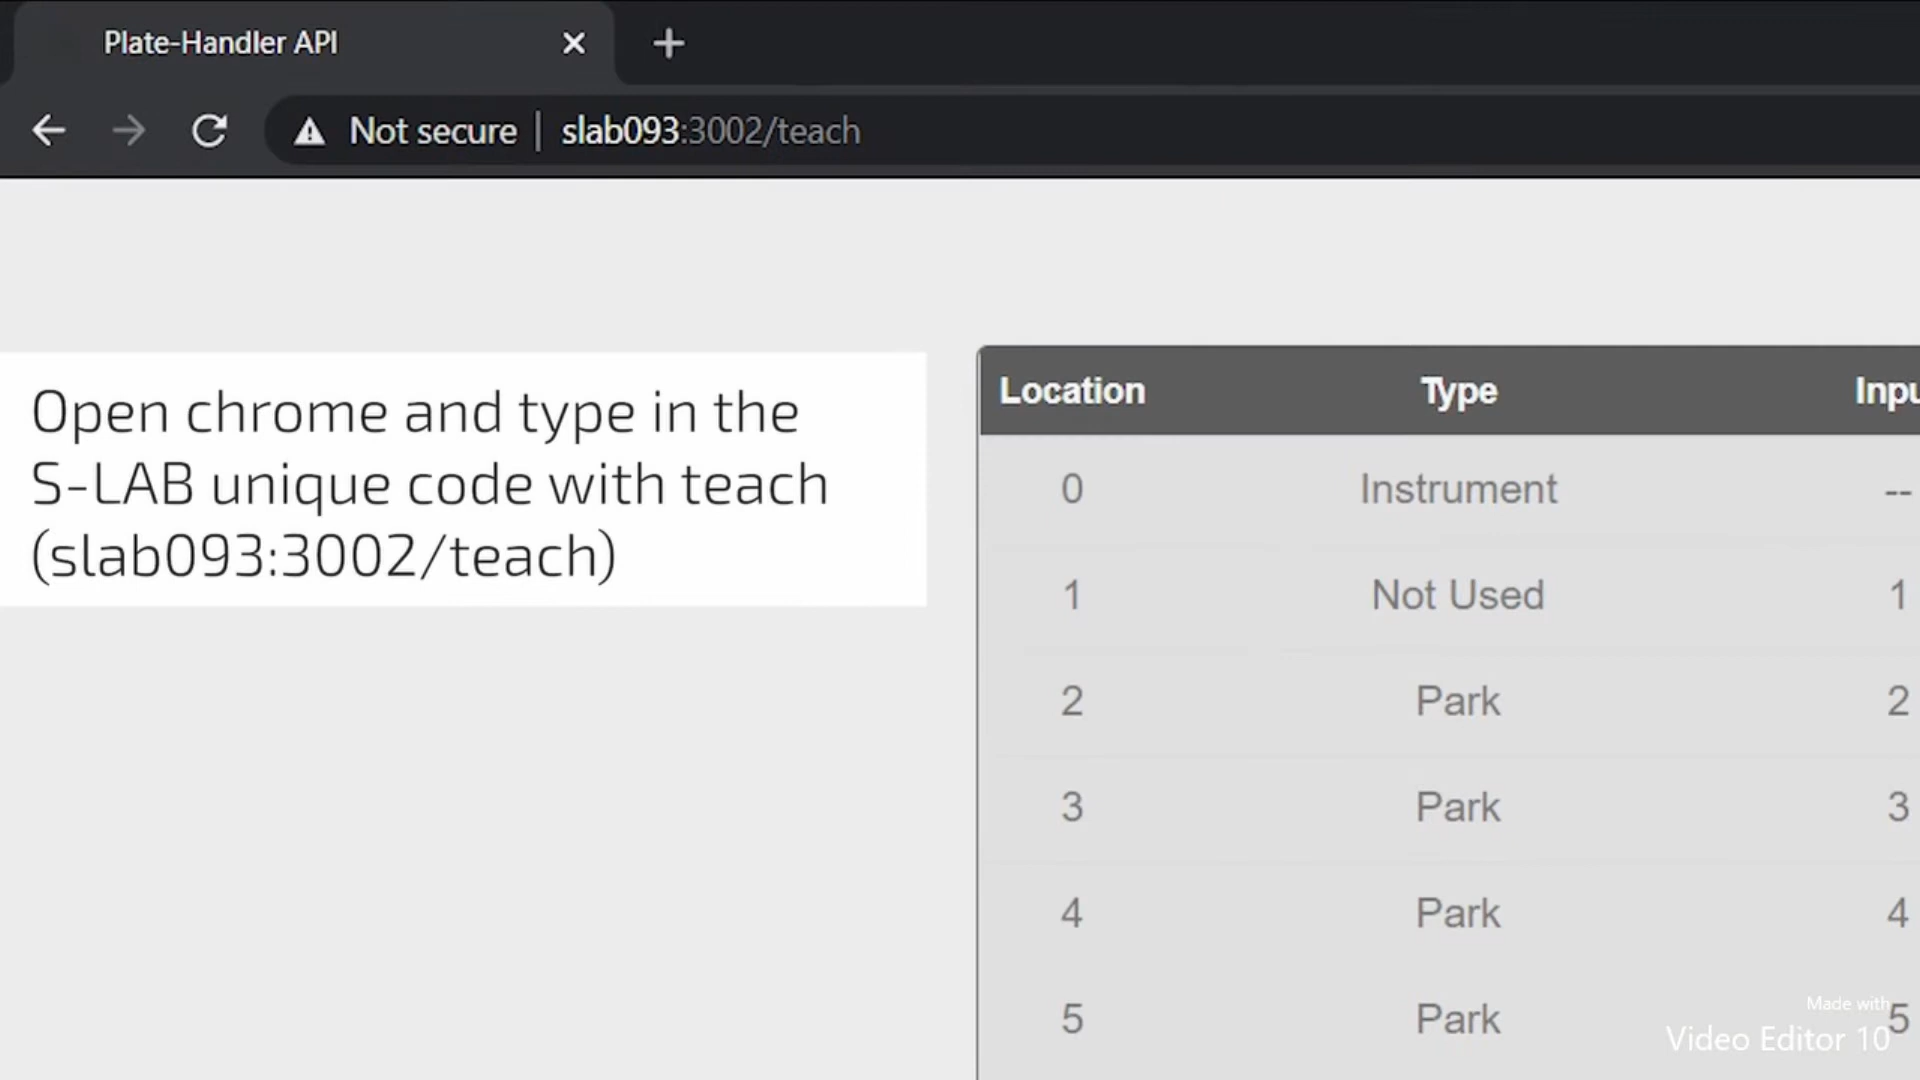 Plate-Handler API
Not secure | slab093:3002/teach
Open chrome and type in the
S-LAB unique code with teach
(slab093:3002/teach)
Location Type Inpu
0 Instrument --
1 Not Used 1
2 Park 2
3 Park 3
4 Park 4
5 Park 5
Made with
Video Editor 10